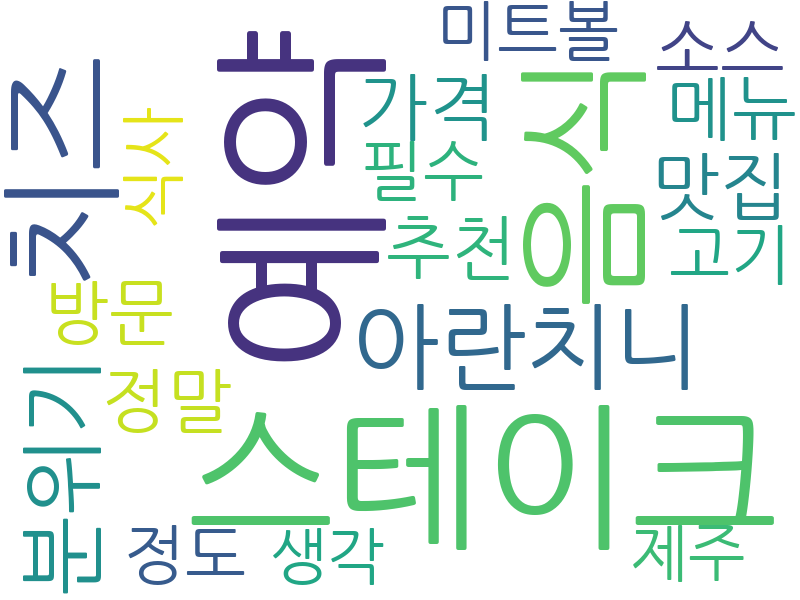 미트볼
소스
치즈
예약
음식
가격
메뉴
식사
필수
맛집
추천
고기
방문
아란치니
정말
분위기
스테이크
정도
생각
제주